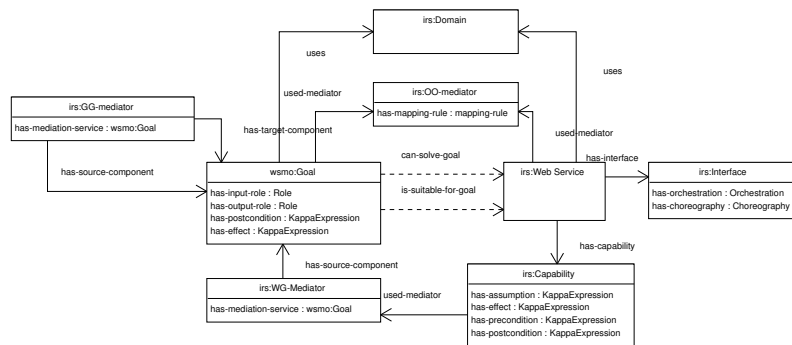 irs:Domain
uses
uses
used-mediator
irs:OO-mediator
has-mapping-rule : mapping-rule
irs:GG-mediator
has-mediation-service : wsmo:Goal
has-target-component
used-mediator
can-solve-goal
has-interface
has-source-component
wsmo:Goal
has-input-role : Role
has-output-role : Role
has-postcondition : KappaExpression
has-effect : KappaExpression
is-suitable-for-goal
irs:Web Service
irs:Interface
has-orchestration : Orchestration
has-choreography : Choreography
has-capability
has-source-component
irs:WG-Mediator
has-mediation-service : wsmo:Goal
used-mediator
irs:Capability
has-assumption : KappaExpression
has-effect : KappaExpression
has-precondition : KappaExpression
has-postcondition : KappaExpression